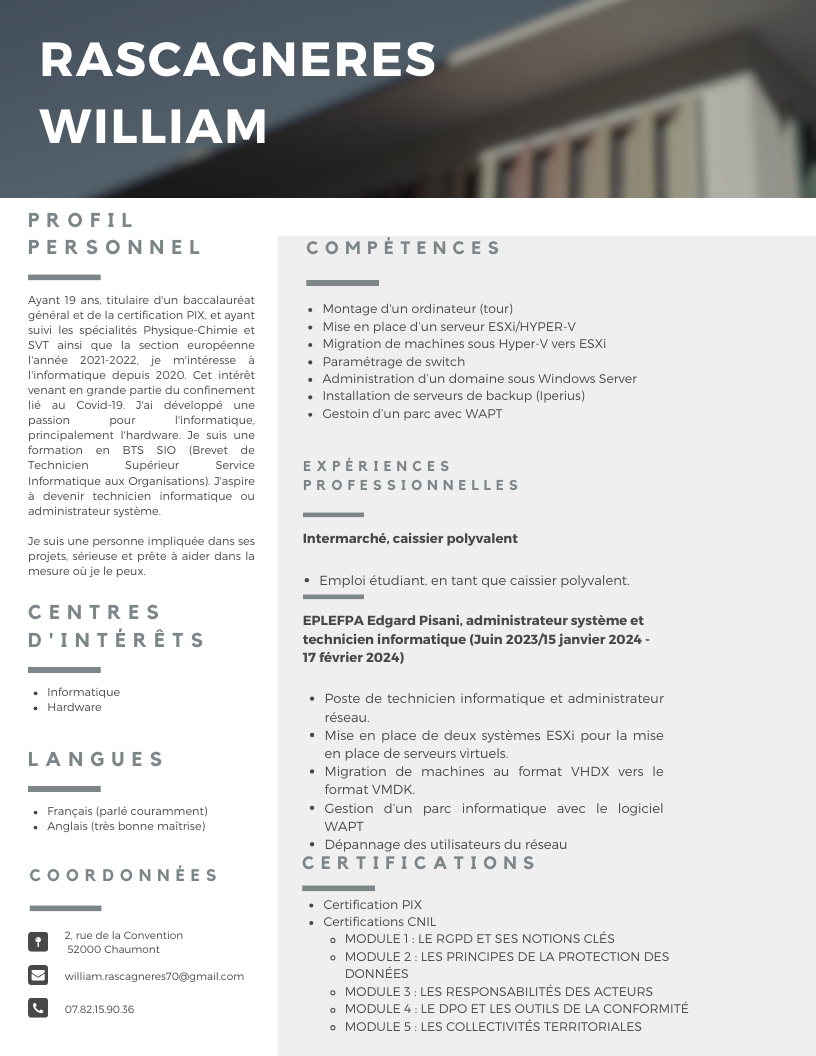 RASCAGNERES
WILLIAM
PROFIL
PERSONNEL
Ayant 19 ans, titulaire d'un baccalauréat
général et de la certification PIX, et ayant
suivi les spécialités Physique-Chimie et
SVT ainsi que la section européenne
l'année 2021-2022, je m'intéresse à
l'informatique depuis 2020. Cet intérêt
venant en grande partie du confinement
lié au Covid-19. J'ai développé une
passion pour l'informatique,
principalement l'hardware. Je suis une
formation en BTS SIO (Brevet de
Technicien Supérieur Service
Informatique aux Organisations). J'aspire
à devenir technicien informatique ou
administrateur système.
Je suis une personne impliquée dans ses
projets, sérieuse et prête à aider dans la
mesure où je le peux.
CENTRES
D'INTÉRÊTS
• Informatique
• Hardware
LANGUES
• Français (parlé couramment)
• Anglais (très bonne maîtrise)
COORDONNÉES
2, rue de la Convention
52000 Chaumont
william.rascagneres70@gmail.com
07.82.15.90.36
COMPÉTENCES
• Montage d'un ordinateur (tour)
• Mise en place d'un serveur ESXi/HYPER-V
• Migration de machines sous Hyper-V vers ESXi
• Paramétrage de switch
• Administration d'un domaine sous Windows Server
• Installation de serveurs de backup (Iperius)
• Gestoin d'un parc avec WAPT
EXPÉRIENCES
PROFESSIONNELLES
Intermarché, caissier polyvalent
• Emploi étudiant, en tant que caissier polyvalent.
EPLEFPA Edgard Pisani, administrateur système et
technicien informatique (Juin 2023/15 janvier 2024 -
17 février 2024)
• Poste de technicien informatique et administrateur
réseau.
• Mise en place de deux systèmes ESXi pour la mise
en place de serveurs virtuels.
• Migration de machines au format VHDX vers le
format VMDK.
• Gestion d'un parc informatique avec le logiciel
WAPT
• Dépannage des utilisateurs du réseau
CERTIFICATIONS
• Certification PIX
• Certifications CNIL
◦ MODULE 1 : LE RGPD ET SES NOTIONS CLÉS
◦ MODULE 2 : LES PRINCIPES DE LA PROTECTION DES
DONNÉES
◦ MODULE 3 : LES RESPONSABILITÉS DES ACTEURS
◦ MODULE 4 : LE DPO ET LES OUTILS DE LA CONFORMITÉ
◦ MODULE 5 : LES COLLECTIVITÉS TERRITORIALES